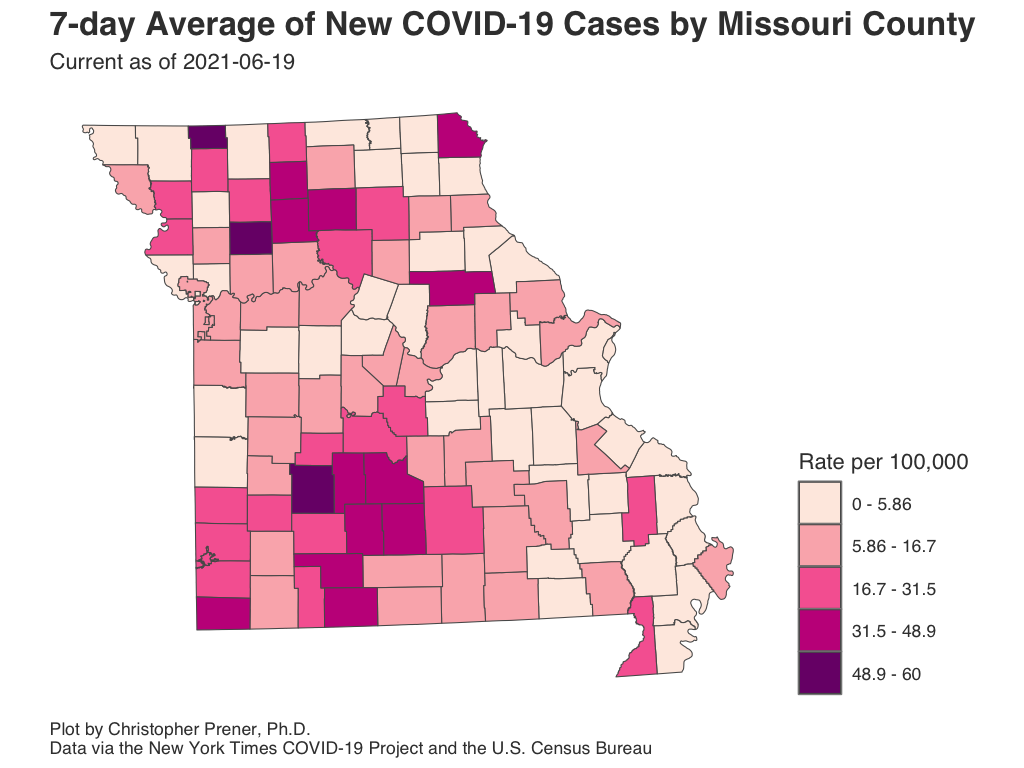 7-day Average of New COVID-19 Cases by Missouri County
Current as of 2021-06-19
Rate per 100,000
0 - 5.86
5.86 - 16.7
16.7 - 31.5
31.5 - 48.9
48.9 - 60
Plot by Christopher Prener, Ph.D.
Data via the New York Times COVID-19 Project and the U.S. Census Bureau